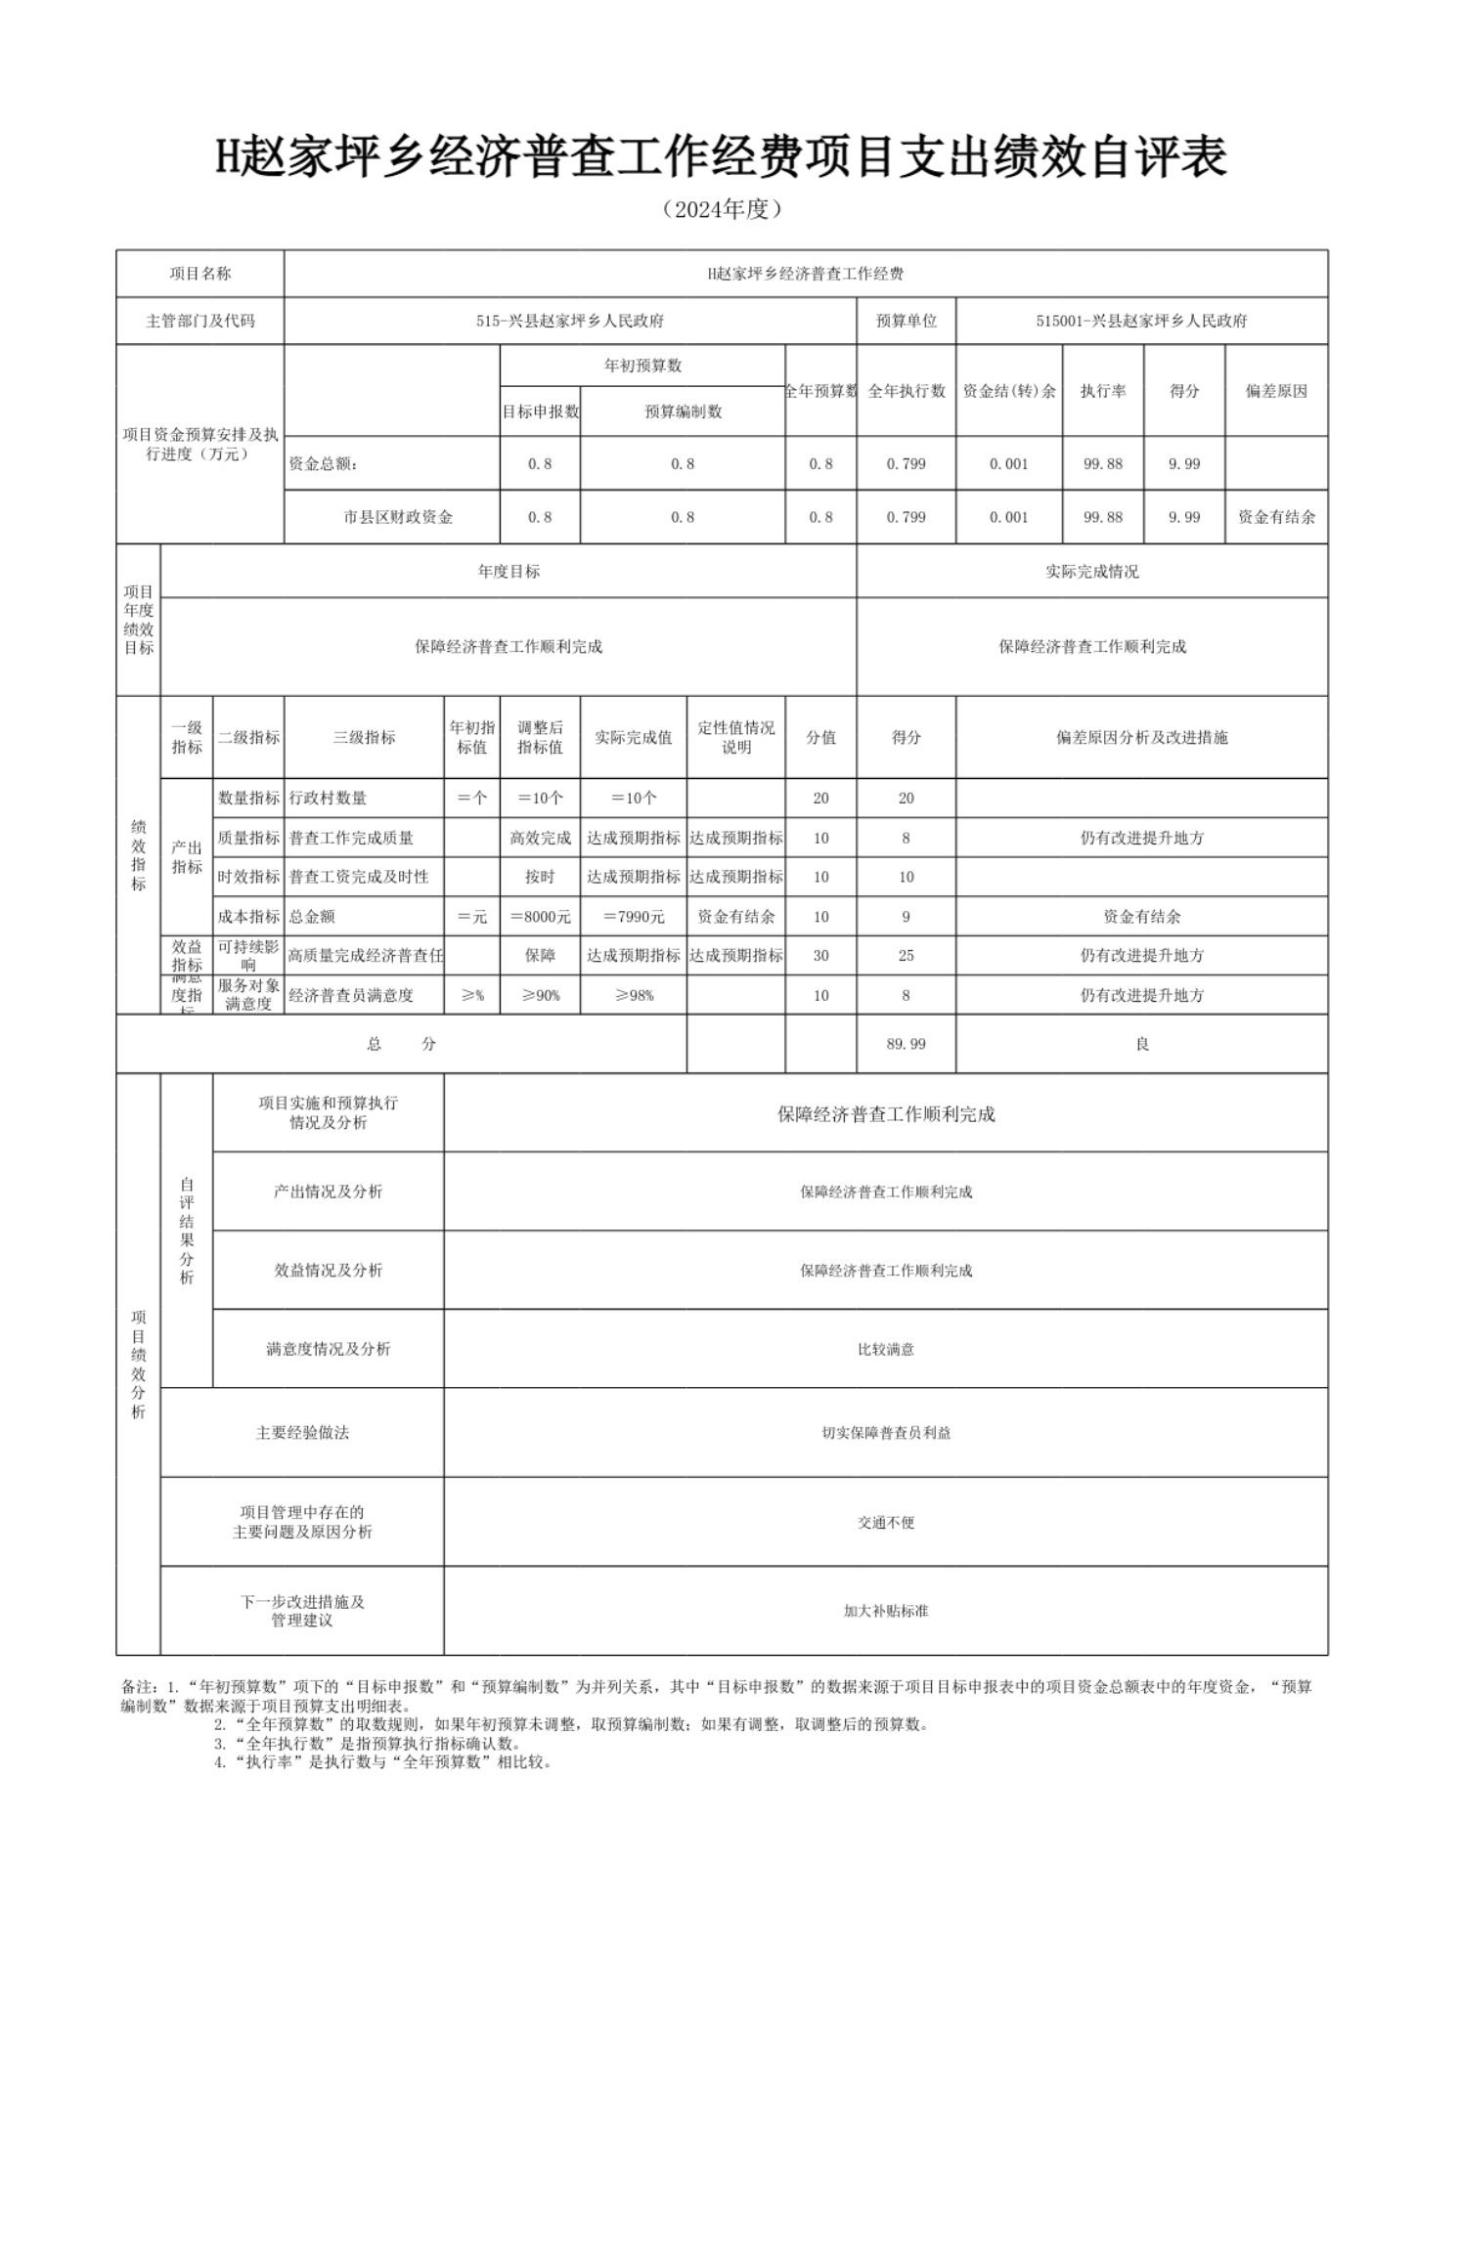 H赵家坪乡经济普查工作经费项目支出绩效自评表
（2024年度）
项目名称 H赵家坪乡经济普查工作经费
主管部门及代码 515-兴县赵家坪乡人民政府 预算单位 515001-兴县赵家坪乡人民政府
项目资金预算安排及执
行进度（万元）
年初预算数
目标申报数 预算编制数 全年预算数 全年执行数 资金结(转)余 执行率 得分 偏差原因
资金总额： 0.8 0.8 0.8 0.799 0.001 99.88 9.99
市县区财政资金 0.8 0.8 0.8 0.799 0.001 99.88 9.99 资金有结余
项目
年度
绩效
目标
年度目标 实际完成情况
保障经济普查工作顺利完成 保障经济普查工作顺利完成
绩
效
指
标
一级
指标
二级指标
三级指标
年初指
标值
调整后
指标值
实际完成值
定性值情况
说明
分值
得分
偏差原因分析及改进措施
产出
指标
数量指标 行政村数量 ＝个 ＝10个 ＝10个 20 20
质量指标 普查工作完成质量 高效完成 达成预期指标 达成预期指标 10 8 仍有改进提升地方
时效指标 普查工资完成及时性 按时 达成预期指标 达成预期指标 10 10
成本指标 总金额 ＝元 ＝8000元 ＝7990元 资金有结余 10 9 资金有结余
效益
指标
可持续影
响
高质量完成经济普查任 保障 达成预期指标 达成预期指标 30 25 仍有改进提升地方
满意
度指
标
服务对象
满意度
经济普查员满意度 ≥% ≥90% ≥98% 10 8 仍有改进提升地方
总 分 89.99 良
项
目
绩
效
分
析
自
评
结
果
分
析
项目实施和预算执行
情况及分析
保障经济普查工作顺利完成
产出情况及分析 保障经济普查工作顺利完成
效益情况及分析 保障经济普查工作顺利完成
满意度情况及分析 比较满意
主要经验做法 切实保障普查员利益
项目管理中存在的
主要问题及原因分析
交通不便
下一步改进措施及
管理建议
加大补贴标准
备注：1.“年初预算数”项下的“目标申报数”和“预算编制数”为并列关系，其中“目标申报数”的数据来源于项目目标申报表中的项目资金总额表中的年度资金，“预算
编制数”数据来源于项目预算支出明细表。
2.“全年预算数”的取数规则，如果年初预算未调整，取预算编制数；如果有调整，取调整后的预算数。
3.“全年执行数”是指预算执行指标确认数。
4.“执行率”是执行数与“全年预算数”相比较。